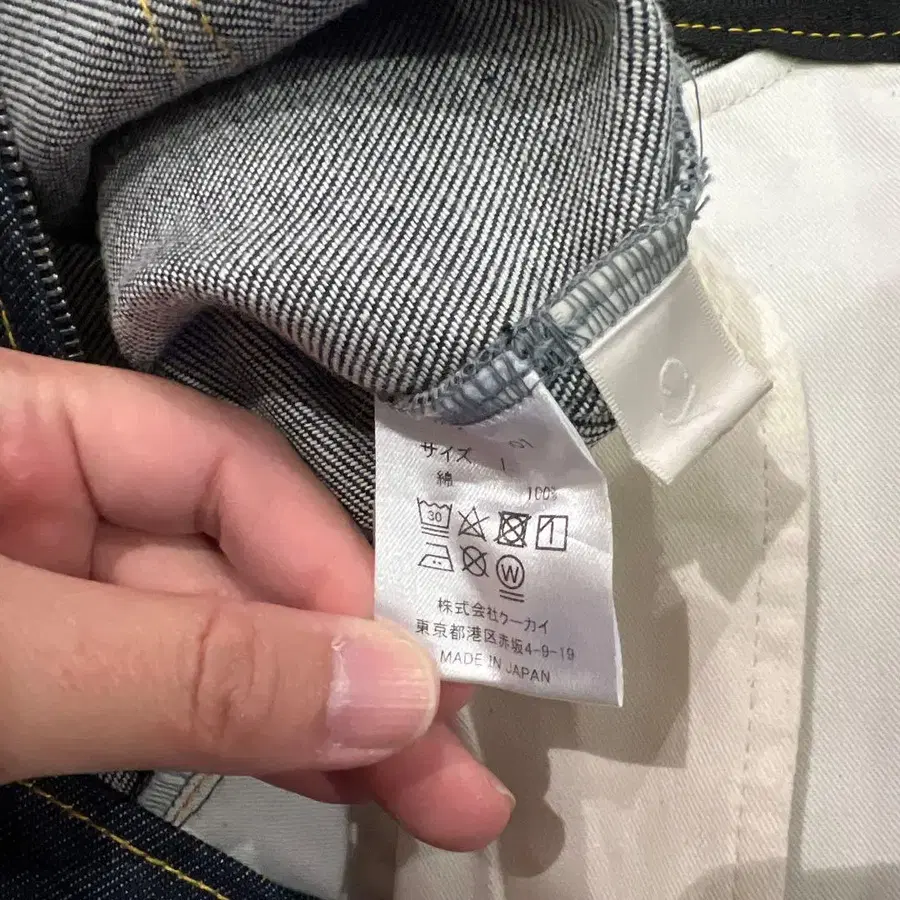 サイズ 1
綿 100%
30
W
株式会社クーカイ
東京都港区赤坂4-9-19
MADE IN JAPAN